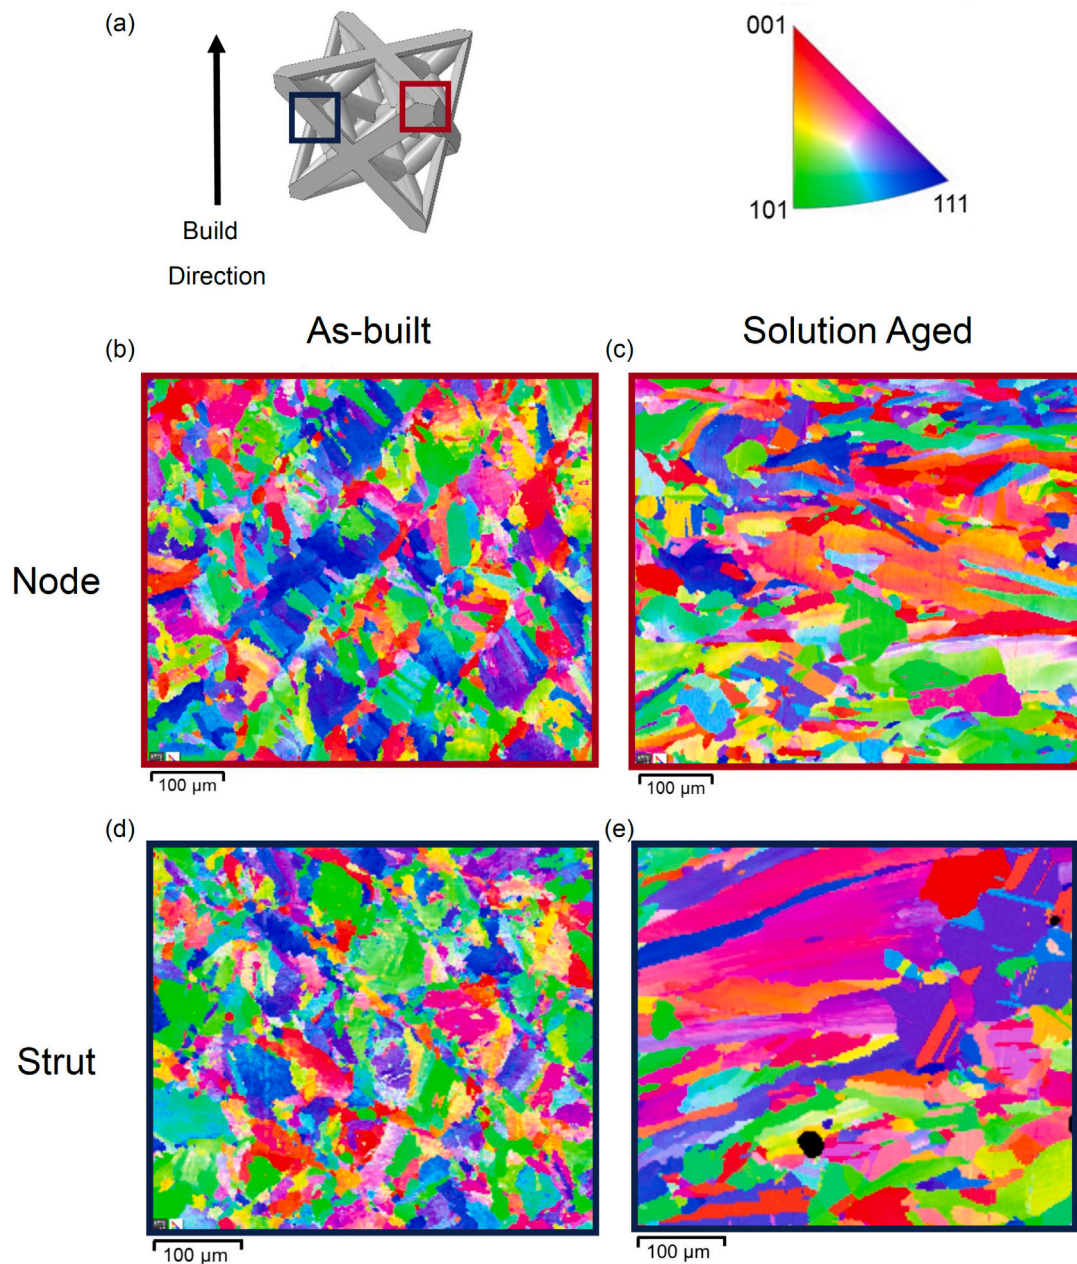 (a)
001
101
111
Build
Direction
As-built
Solution Aged
(b)
(c)
Node
100 µm
100 µm
(d)
(e)
Strut
100 µm
100 µm